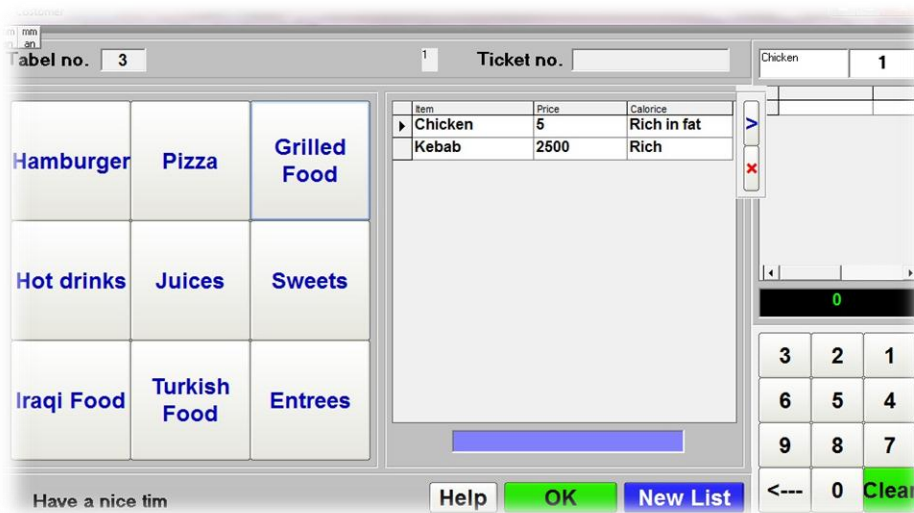 mm
an
Tabel no. 3
1
Ticket no.
Chicken 1
Hamburger
Pizza
Grilled
Food
Hot drinks
Juices
Sweets
Iraqi Food
Turkish
Food
Entrees
Item Price Calorice
Chicken 5 Rich in fat
Kebab 2500 Rich
>
×
0
3 2 1
6 5 4
9 8 7
<--- 0 Clear
Have a nice tim
Help
OK
New List